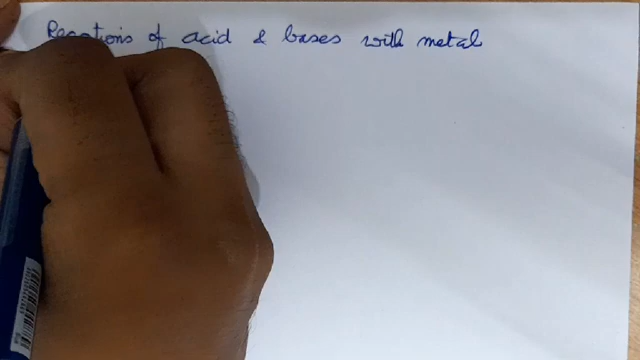 Reactions of acid & bases with metal